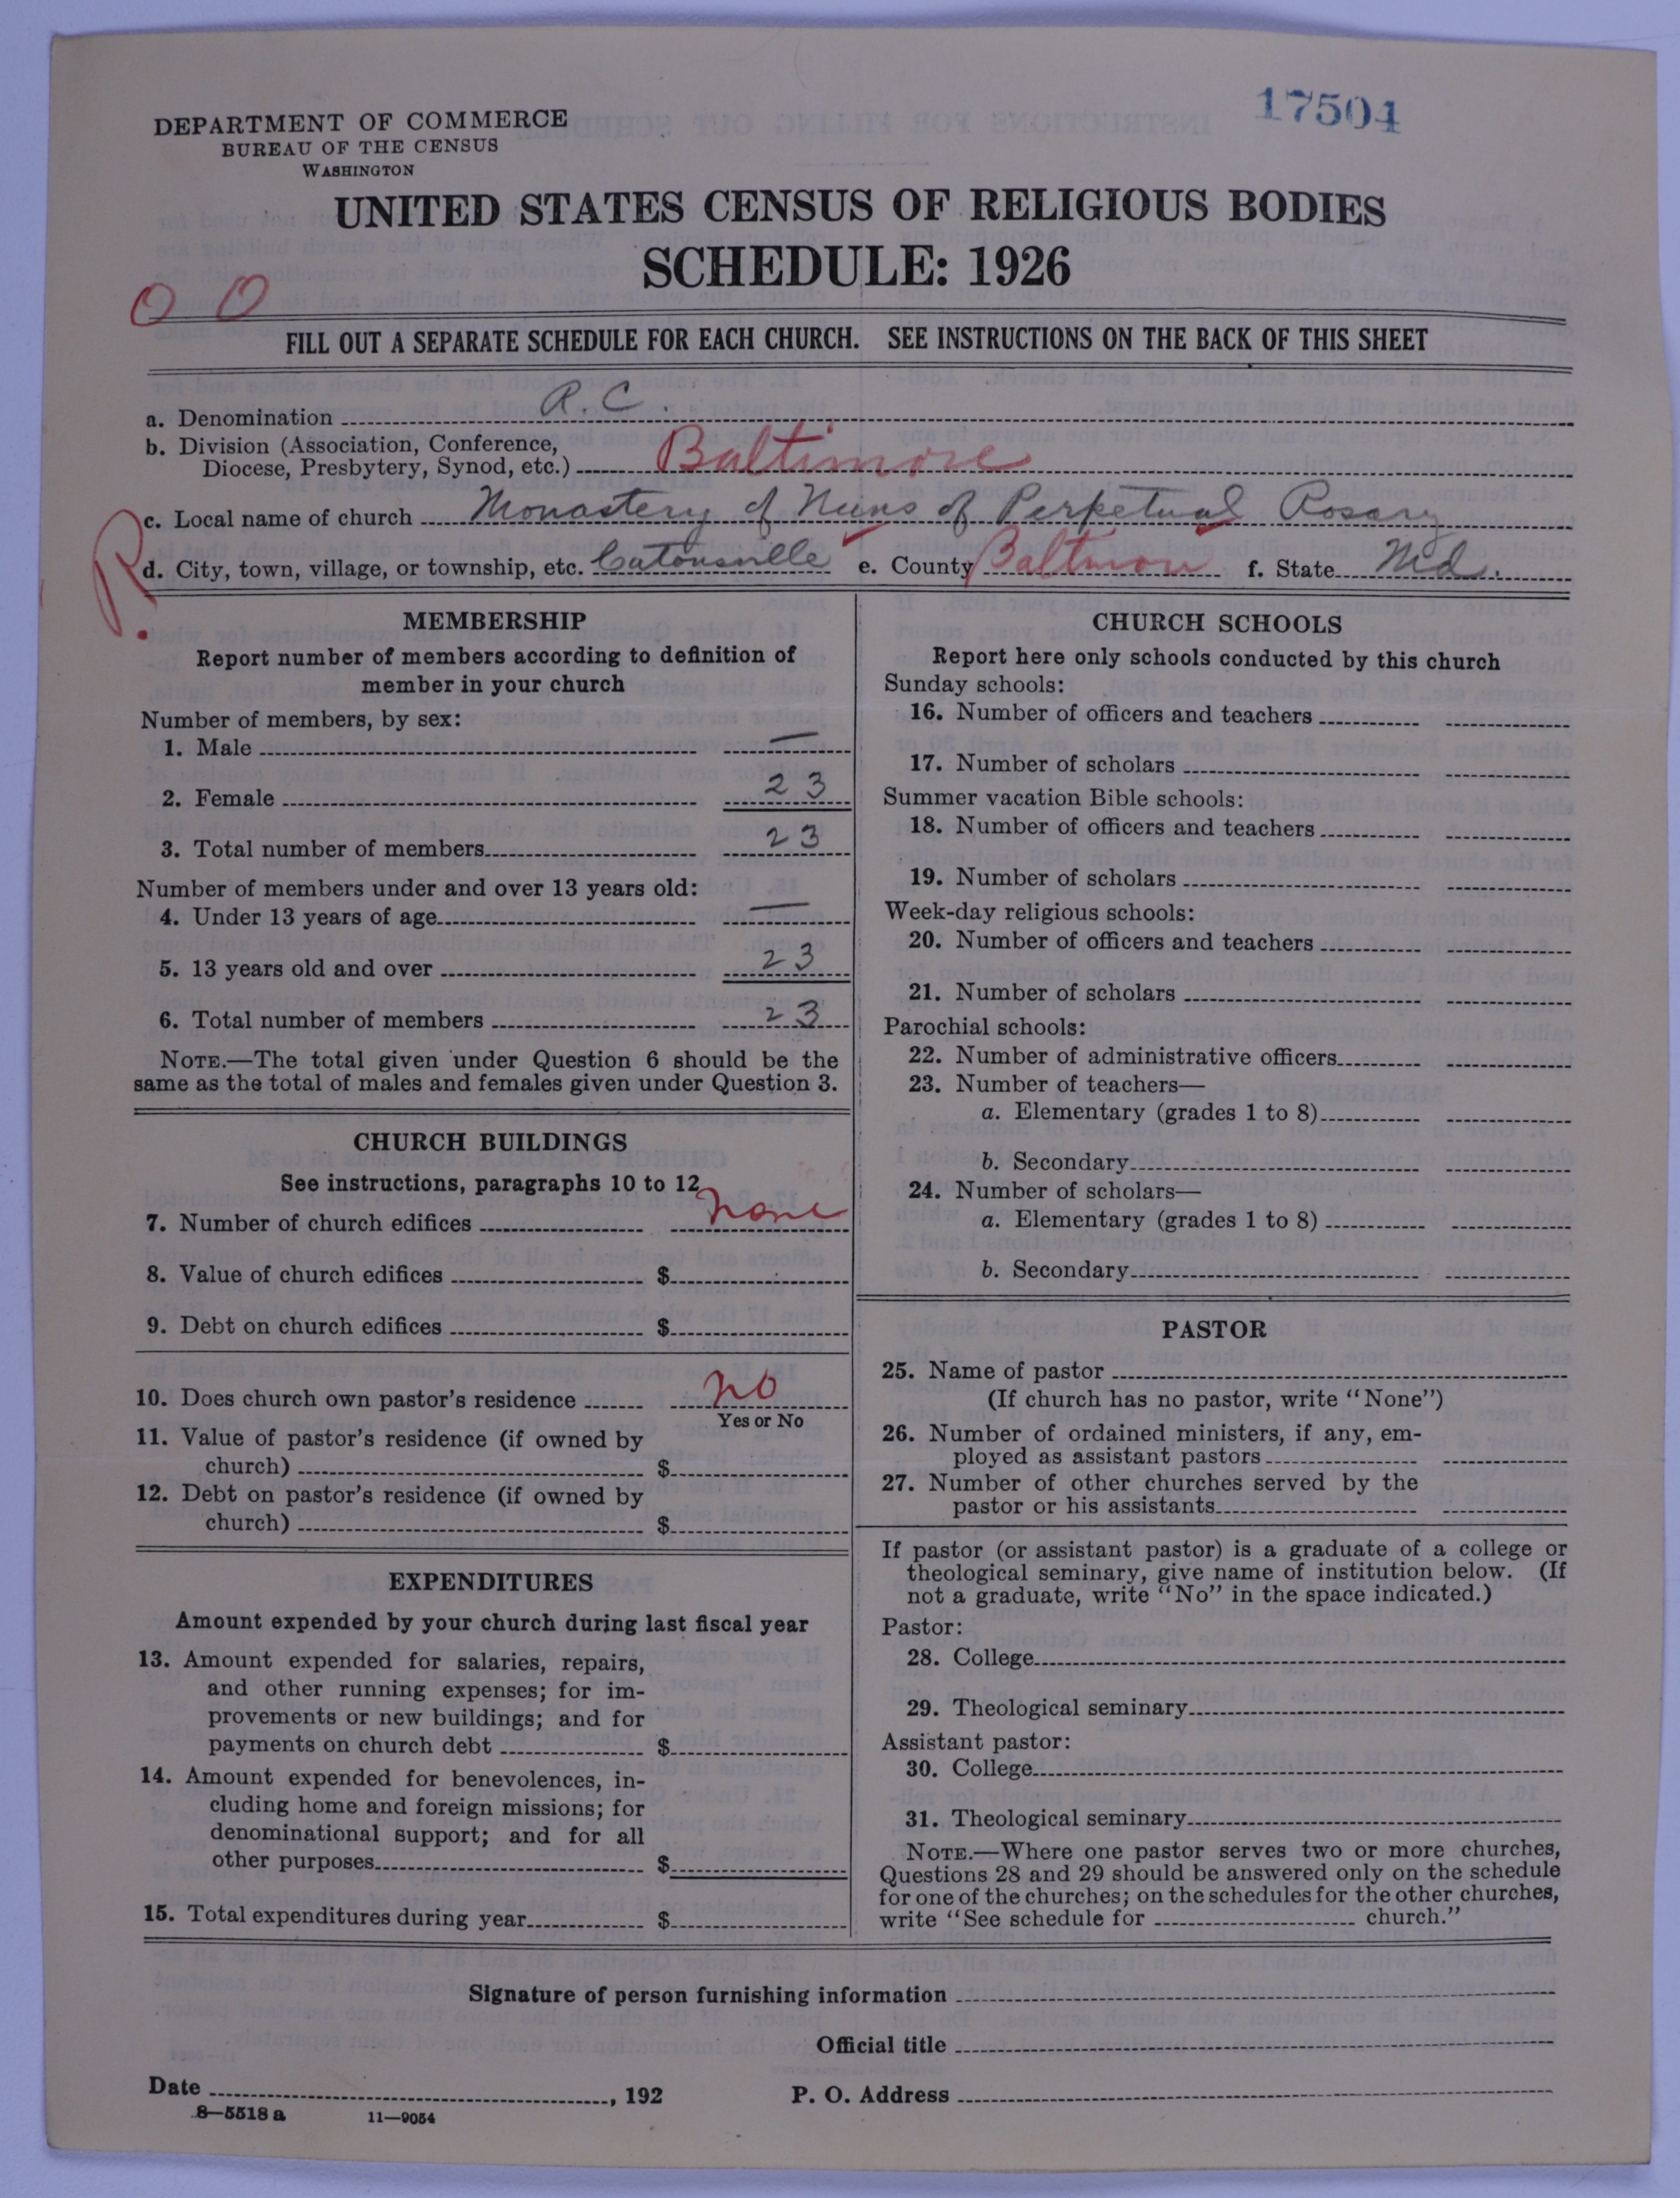 17504
DEPARTMENT OF COMMERCE
BUREAU OF THE CENSUS
WASHINGTON
UNITED STATES CENSUS OF RELIGIOUS BODIES
SCHEDULE: 1926
O O
FILL OUT A SEPARATE SCHEDULE FOR EACH CHURCH. SEE INSTRUCTIONS ON THE BACK OF THIS SHEET
a. Denomination R.C.
b. Division (Association, Conference,
Diocese, Presbytery, Synod, etc.) Baltimore
R.
c. Local name of church Monastery of Nuns of Perpetual Rosary
d. City, town, village, or township, etc. Catonsville e. County Baltimore f. State Md.
MEMBERSHIP
Report number of members according to definition of
member in your church
Number of members, by sex:
1. Male —
2. Female 23
3. Total number of members 23
Number of members under and over 13 years old:
4. Under 13 years of age —
5. 13 years old and over 23
6. Total number of members 23
NOTE.—The total given under Question 6 should be the
same as the total of males and females given under Question 3.
CHURCH BUILDINGS
See instructions, paragraphs 10 to 12
7. Number of church edifices None
8. Value of church edifices $
9. Debt on church edifices $
10. Does church own pastor's residence No
Yes or No
11. Value of pastor's residence (if owned by
church) $
12. Debt on pastor's residence (if owned by
church) $
EXPENDITURES
Amount expended by your church during last fiscal year
13. Amount expended for salaries, repairs,
and other running expenses; for im-
provements or new buildings; and for
payments on church debt $
14. Amount expended for benevolences, in-
cluding home and foreign missions; for
denominational support; and for all
other purposes $
15. Total expenditures during year $
CHURCH SCHOOLS
Report here only schools conducted by this church
Sunday schools:
16. Number of officers and teachers
17. Number of scholars
Summer vacation Bible schools:
18. Number of officers and teachers
19. Number of scholars
Week-day religious schools:
20. Number of officers and teachers
21. Number of scholars
Parochial schools:
22. Number of administrative officers
23. Number of teachers—
a. Elementary (grades 1 to 8)
b. Secondary
24. Number of scholars—
a. Elementary (grades 1 to 8)
b. Secondary
PASTOR
25. Name of pastor
(If church has no pastor, write "None")
26. Number of ordained ministers, if any, em-
ployed as assistant pastors
27. Number of other churches served by the
pastor or his assistants
If pastor (or assistant pastor) is a graduate of a college or
theological seminary, give name of institution below. (If
not a graduate, write "No" in the space indicated.)
Pastor:
28. College
29. Theological seminary
Assistant pastor:
30. College
31. Theological seminary
NOTE.—Where one pastor serves two or more churches,
Questions 28 and 29 should be answered only on the schedule
for one of the churches; on the schedules for the other churches,
write "See schedule for church."
Signature of person furnishing information
Official title
Date , 192 P. O. Address
8—5518 a 11—9054